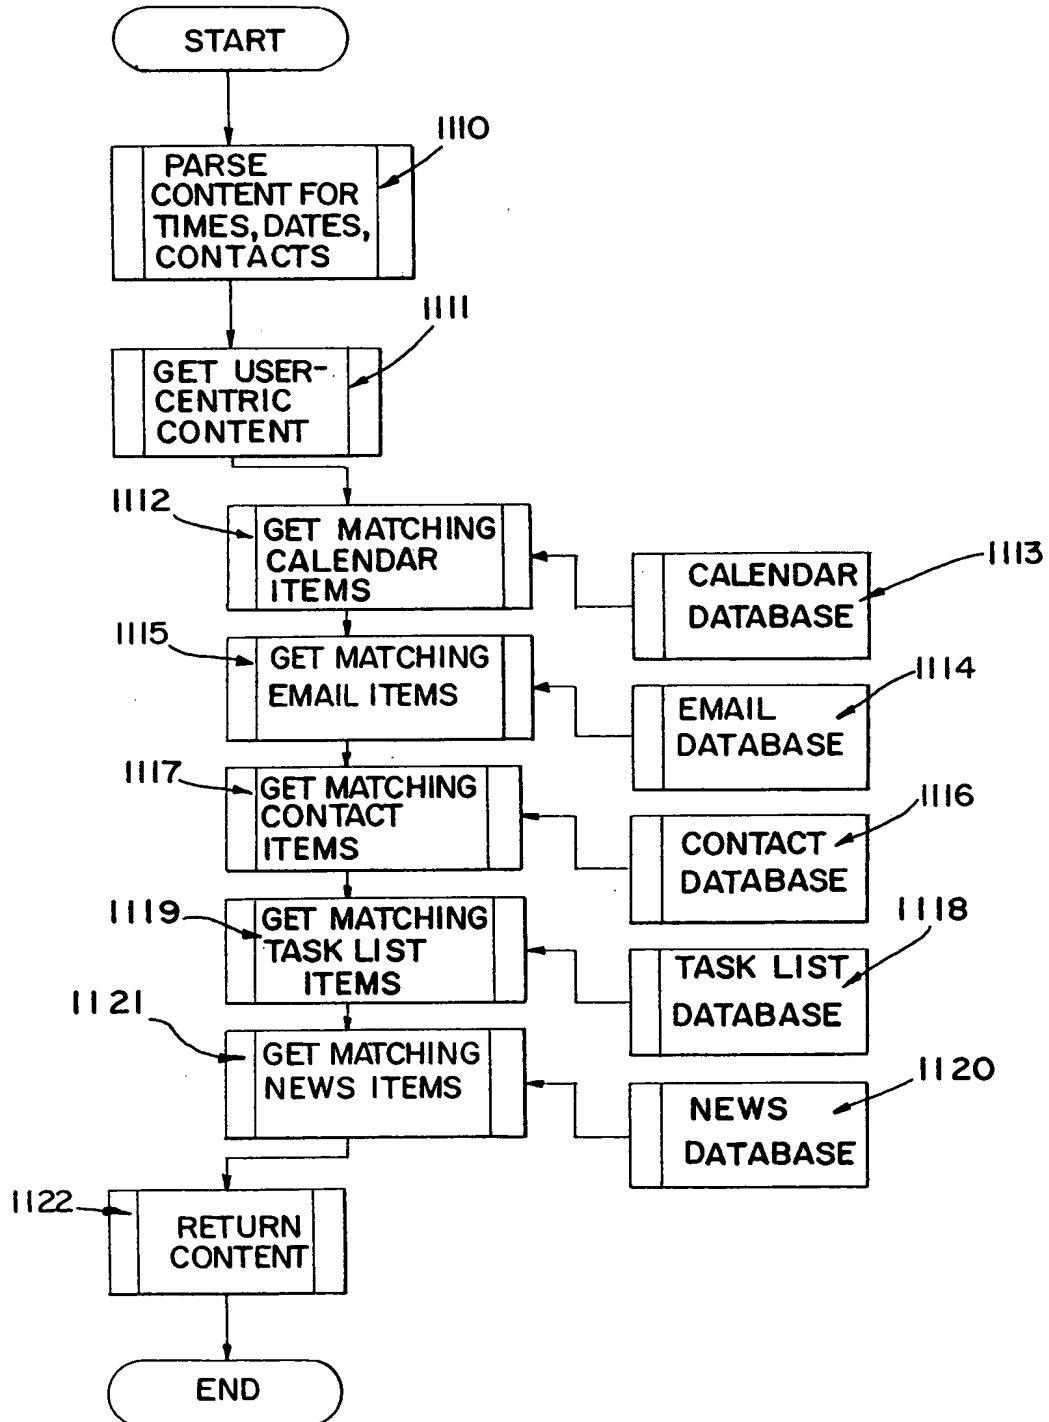 START
1110
PARSE
CONTENT FOR
TIMES, DATES,
CONTACTS
1111
GET USER-
CENTRIC
CONTENT
1112
GET MATCHING
CALENDAR
ITEMS
1113
CALENDAR
DATABASE
1115
GET MATCHING
EMAIL ITEMS
1114
EMAIL
DATABASE
1117
GET MATCHING
CONTACT
ITEMS
1116
CONTACT
DATABASE
1119
GET MATCHING
TASK LIST
ITEMS
1118
TASK LIST
DATABASE
1121
GET MATCHING
NEWS ITEMS
1120
NEWS
DATABASE
1122
RETURN
CONTENT
END